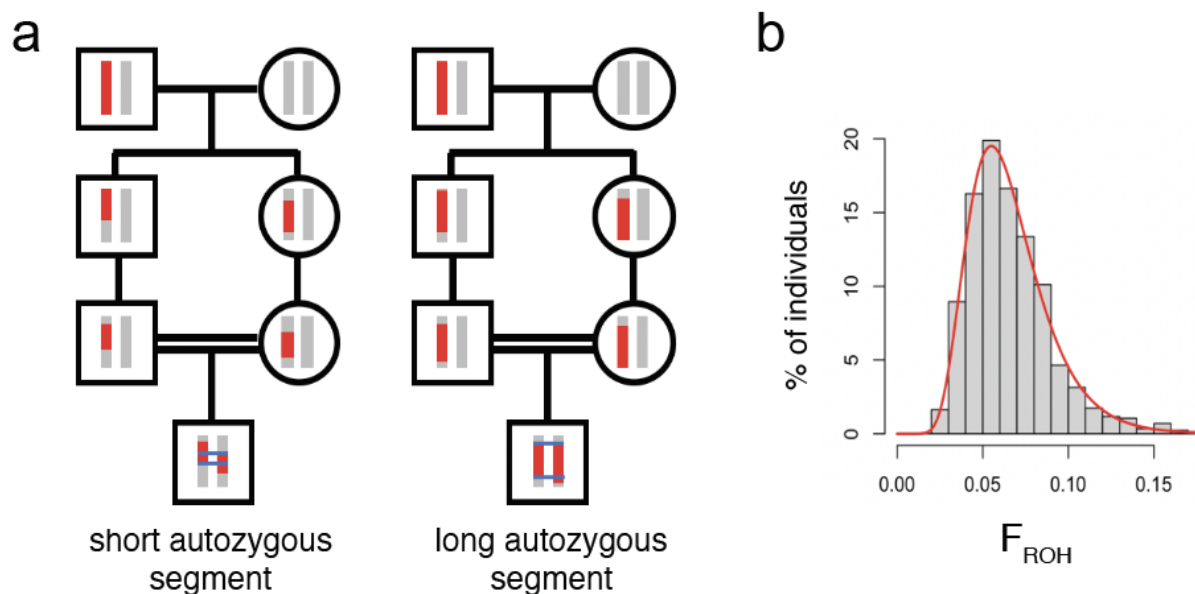 a
b
short autozygous
segment
long autozygous
segment
% of individuals
20
15
10
5
0
0.00 0.05 0.10 0.15
F_ROH